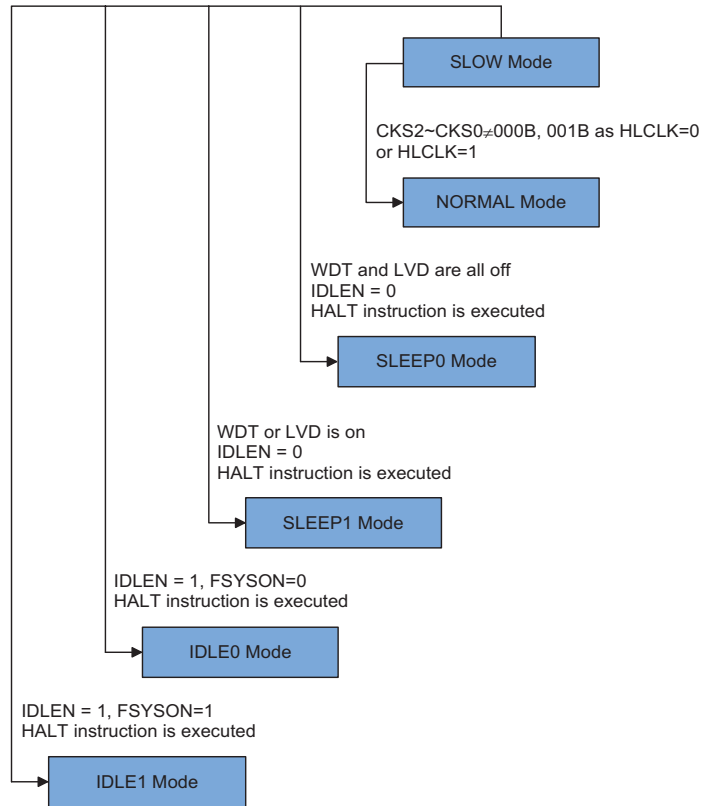 SLOW Mode
CKS2~CKS0≠000B, 001B as HLCLK=0
or HLCLK=1
NORMAL Mode
WDT and LVD are all off
IDLEN = 0
HALT instruction is executed
SLEEP0 Mode
WDT or LVD is on
IDLEN = 0
HALT instruction is executed
SLEEP1 Mode
IDLEN = 1, FSYSON=0
HALT instruction is executed
IDLE0 Mode
IDLEN = 1, FSYSON=1
HALT instruction is executed
IDLE1 Mode